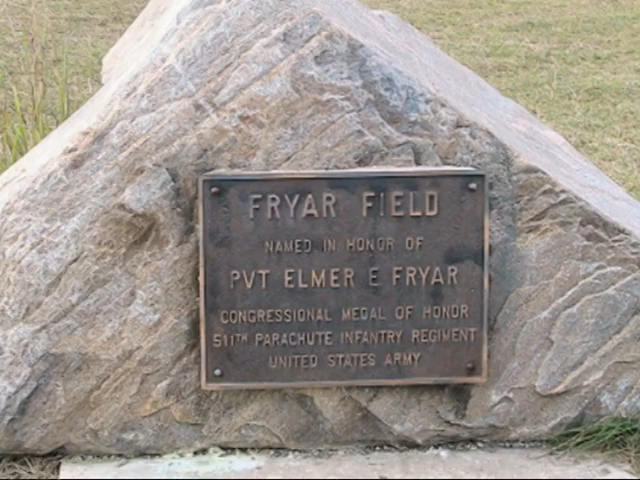 FRYAR FIELD
NAMED IN HONOR OF
PVT ELMER E FRYAR
CONGRESSIONAL MEDAL OF HONOR
511TH PARACHUTE INFANTRY REGIMENT
UNITED STATES ARMY